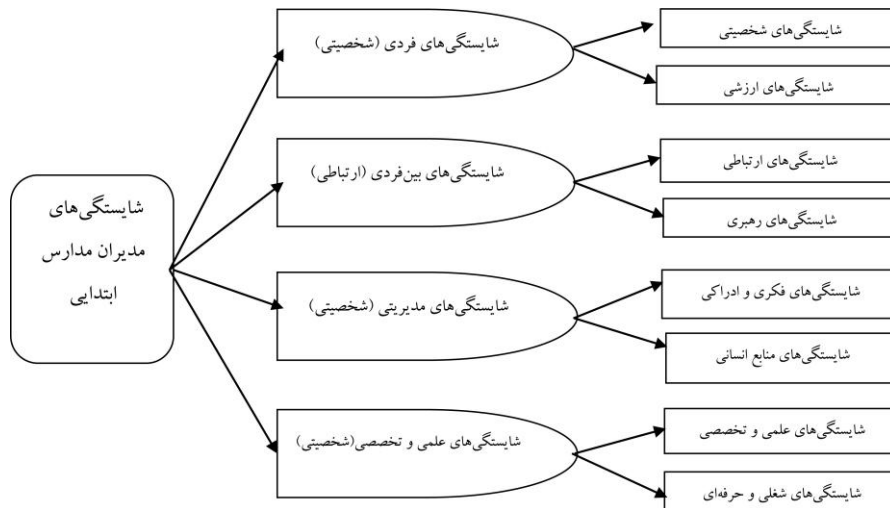 شایستگی‌های
مدیران مدارس
ابتدایی
شایستگی‌های فردی (شخصیتی)
شایستگی‌های شخصیتی
شایستگی‌های ارزشی
شایستگی‌های بین‌فردی (ارتباطی)
شایستگی‌های ارتباطی
شایستگی‌های رهبری
شایستگی‌های مدیریتی (شخصیتی)
شایستگی‌های فکری و ادراکی
شایستگی‌های منابع انسانی
شایستگی‌های علمی و تخصصی(شخصیتی)
شایستگی‌های علمی و تخصصی
شایستگی‌های شغلی و حرفه‌ای